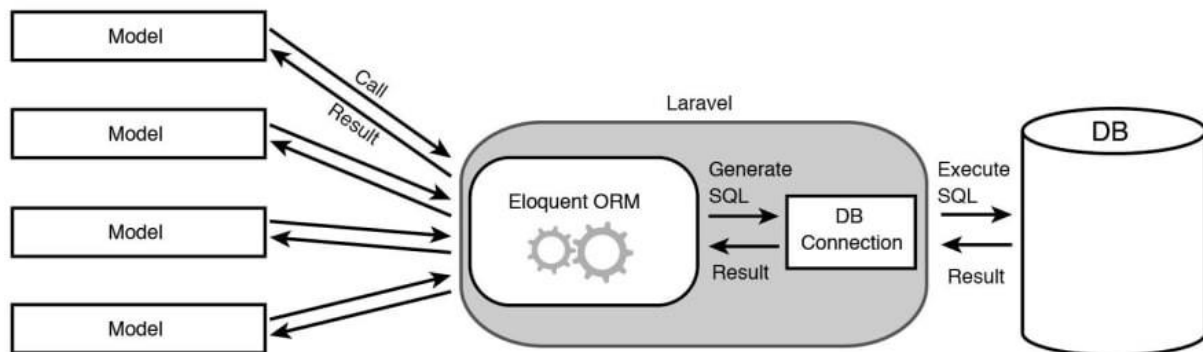 Model
Call
Result
Model
Model
Model
Laravel
Eloquent ORM
Generate
SQL
Result
DB
Connection
Execute
SQL
Result
DB